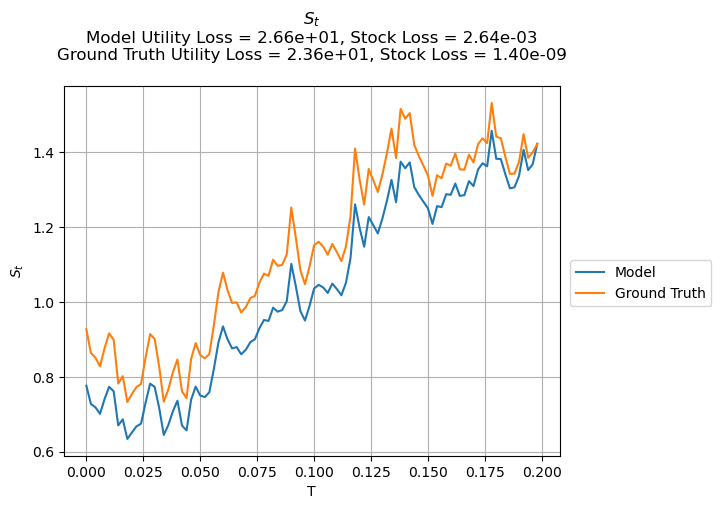 S_t
Model Utility Loss = 2.66e+01, Stock Loss = 2.64e-03
Ground Truth Utility Loss = 2.36e+01, Stock Loss = 1.40e-09
1.4
1.2
1.0
0.8
0.6
S_t
0.000 0.025 0.050 0.075 0.100 0.125 0.150 0.175 0.200
T
Model
Ground Truth